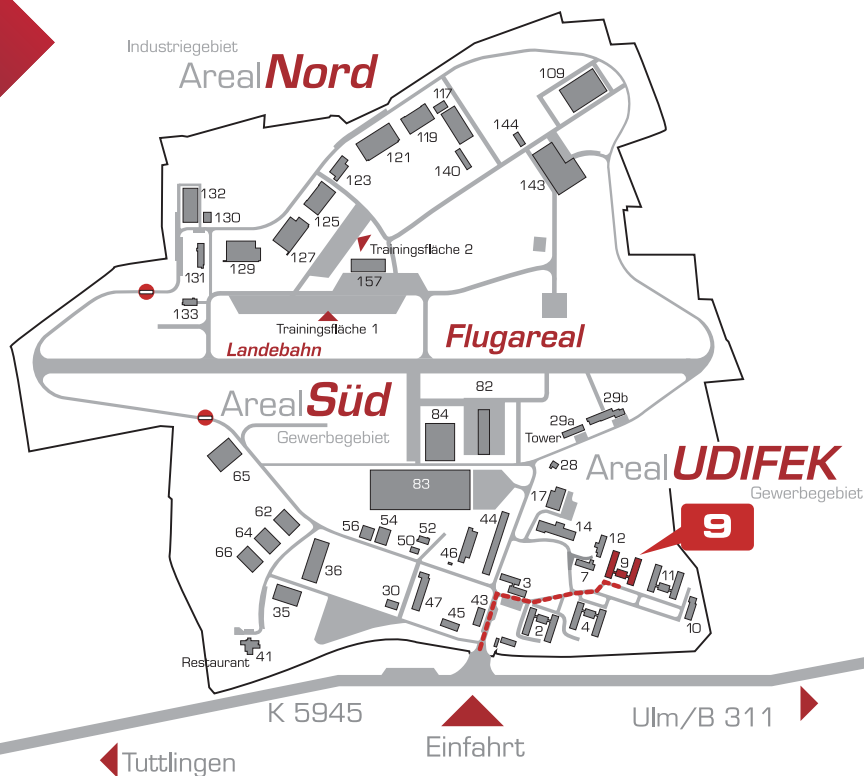 Industriegebiet
Areal Nord
109
117
119
144
121
140
143
123
132
130
125
127
Trainingsfläche 2
129
131
157
133
Trainingsfläche 1
Landebahn
Flugareal
Areal Süd
Gewerbegebiet
82
84
29b
29a
Tower
28
Areal UDIFEK
Gewerbegebiet
65
83
17
62
56
54
52
44
14
12
9
64
50
46
66
36
7
9
11
3
35
30
47
45
43
2
4
10
Restaurant
41
K 5945
Ulm/B 311
Einfahrt
Tuttlingen